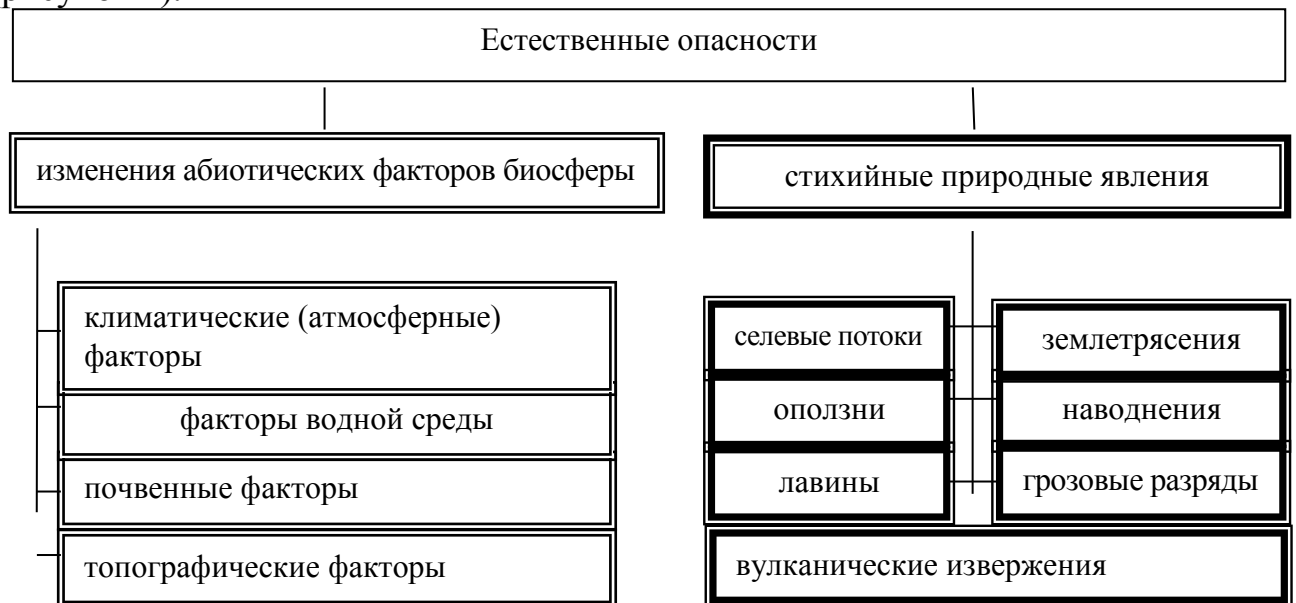 Естественные опасности
изменения абиотических факторов биосферы
стихийные природные явления
климатические (атмосферные)
факторы
факторы водной среды
почвенные факторы
топографические факторы
селевые потоки
землетрясения
оползни
наводнения
лавины
грозовые разряды
вулканические извержения